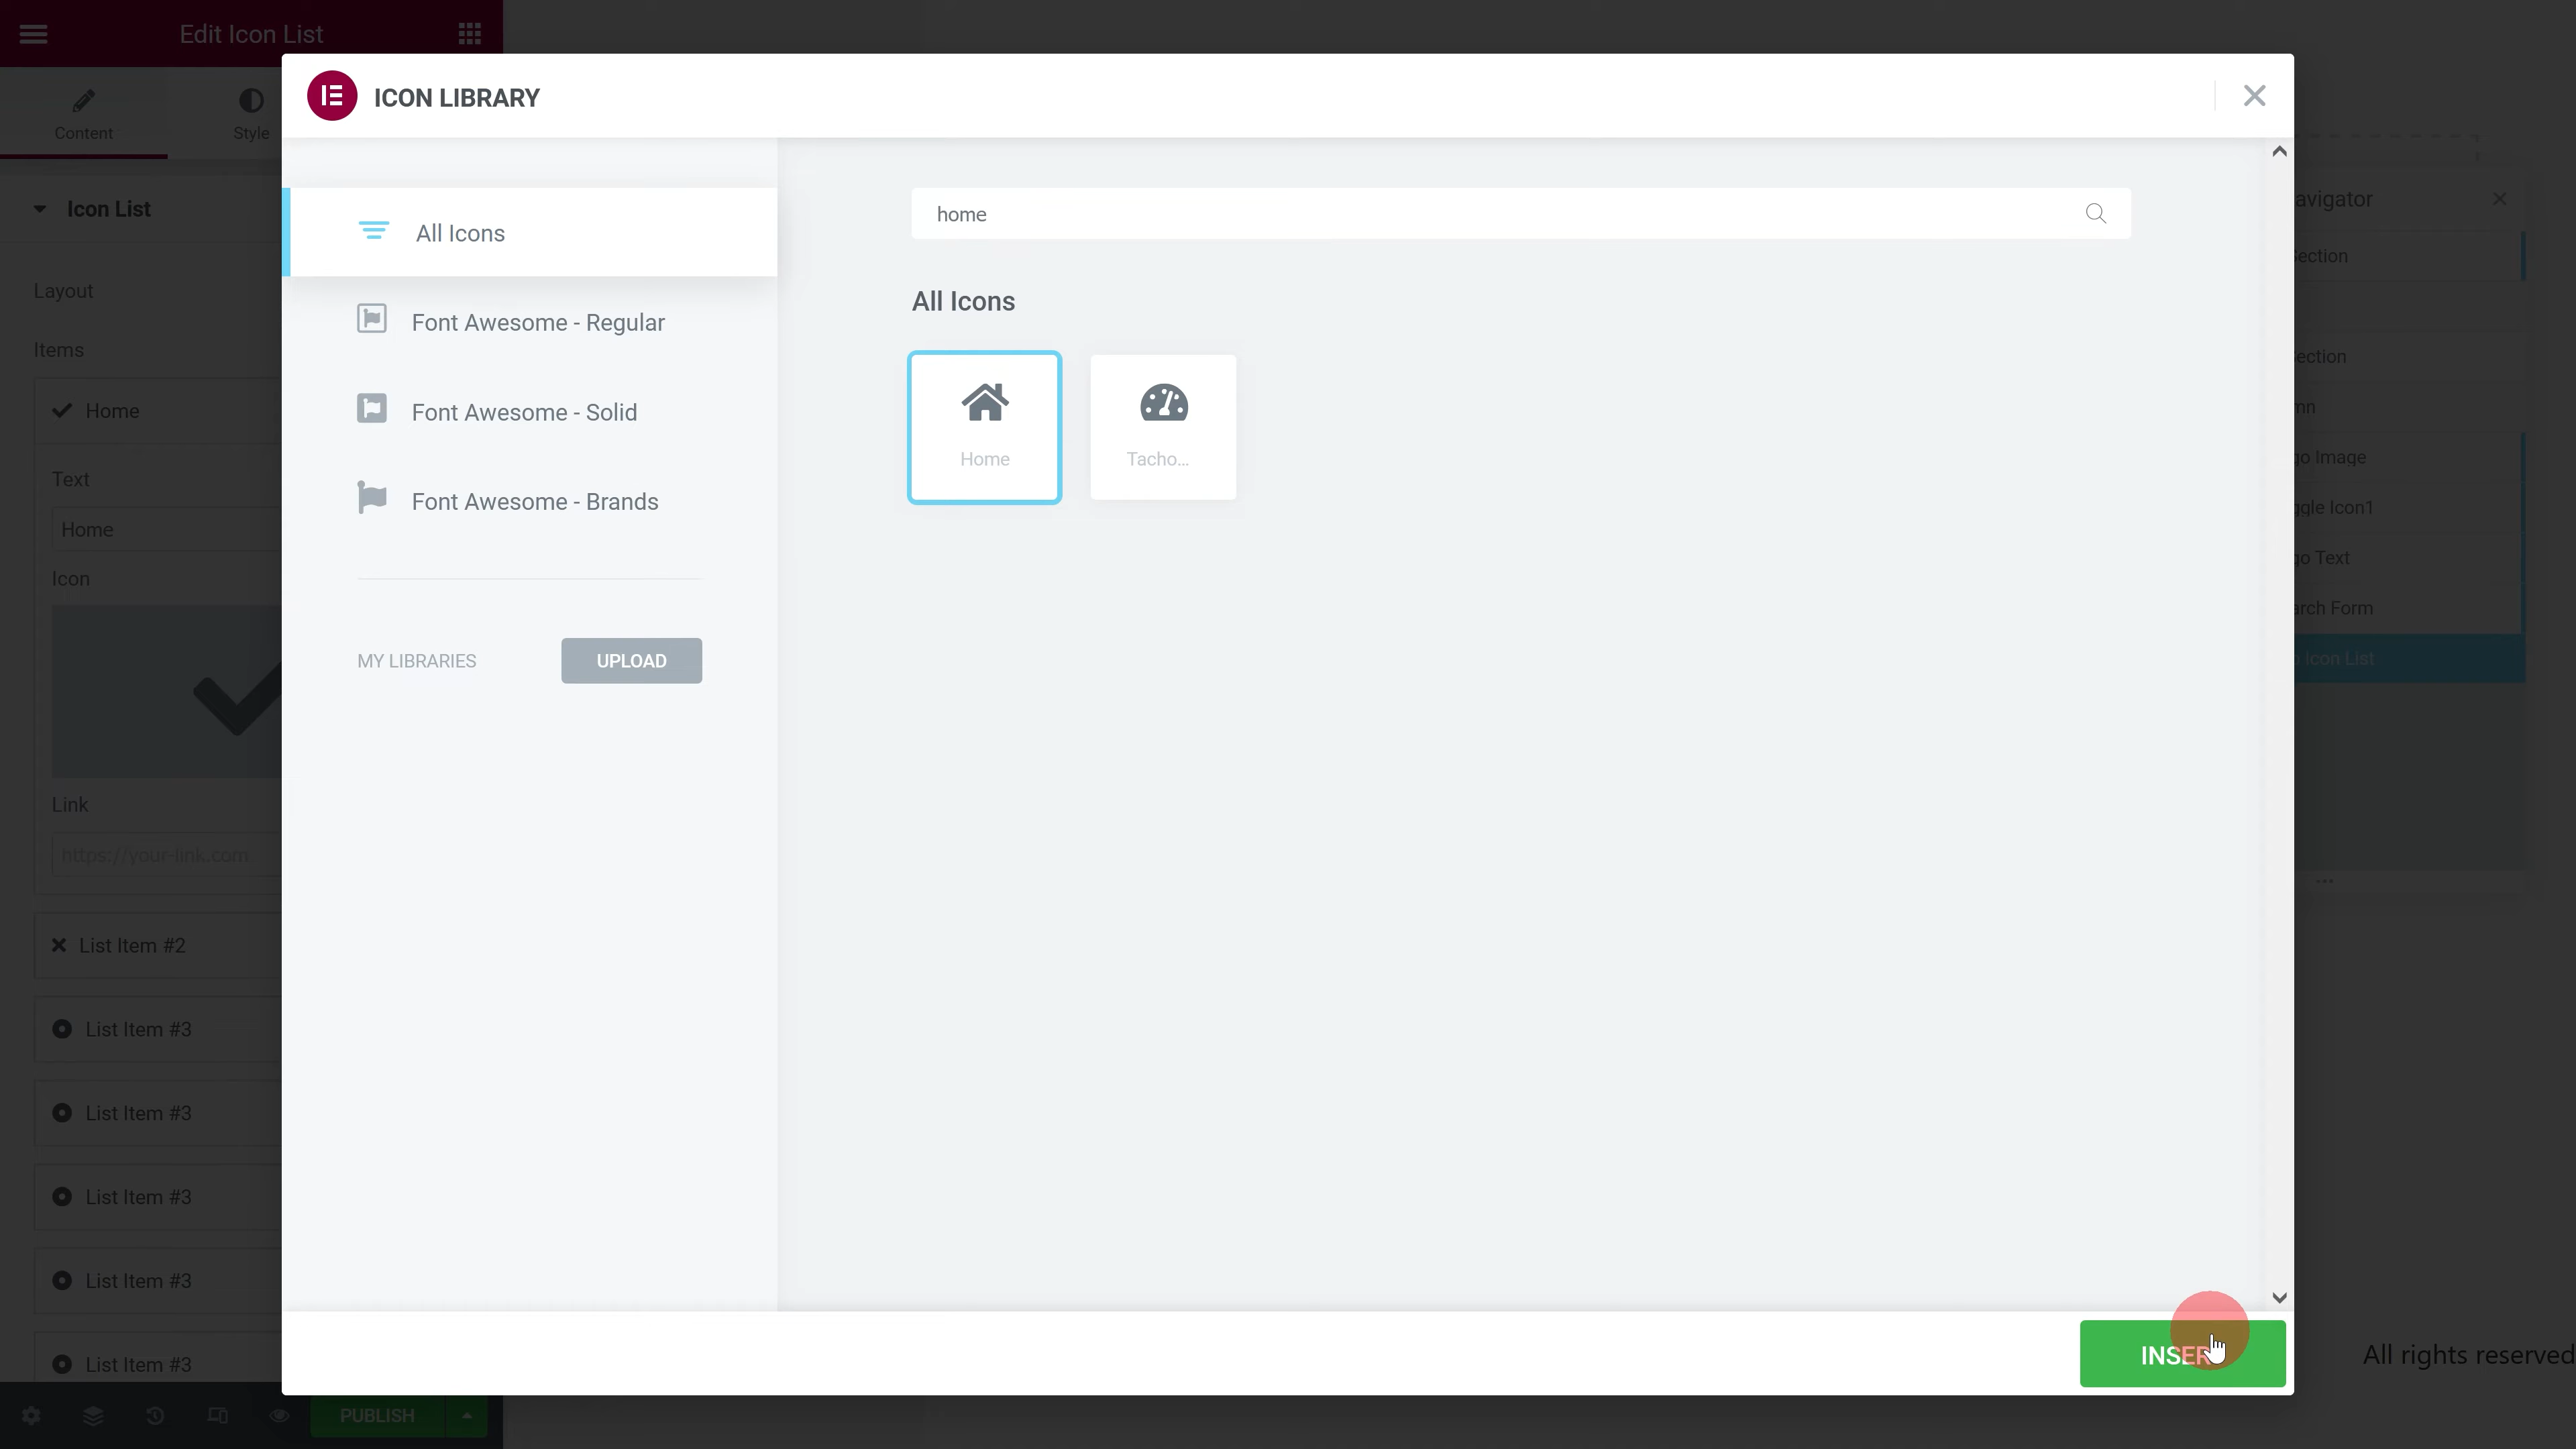 Edit Icon List
Content
Style
Icon List
Layout
Items
Home
Text
Home
Icon
Link
https://your-link.com
List Item #2
List Item #3
List Item #3
List Item #3
List Item #3
List Item #3
PUBLISH
ICON LIBRARY
All Icons
Font Awesome - Regular
Font Awesome - Solid
Font Awesome - Brands
MY LIBRARIES
UPLOAD
home
All Icons
Home
Tacho...
INSER
avigator
ection
ection
mn
go Image
ggle Icon1
go Text
arch Form
Icon List
All rights reserved